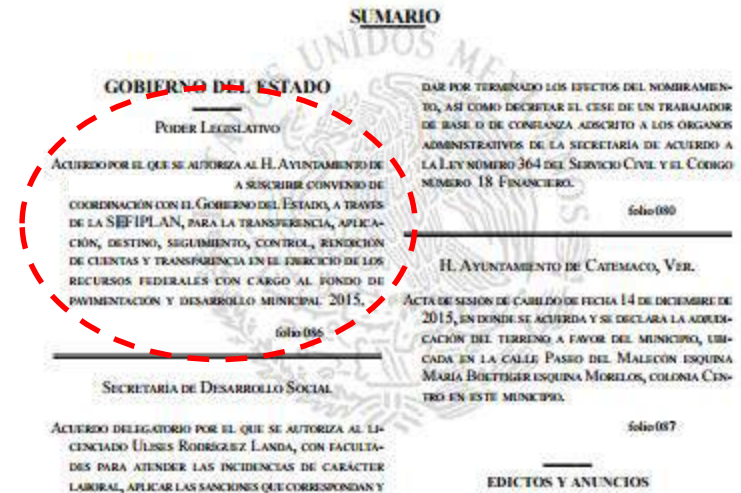 SUMARIO
UNIDOS MEXICANOS
GOBIERNO DEL ESTADO
PODER LEGISLATIVO
ACUERDO POR EL QUE SE AUTORIZA AL H. AYUNTAMIENTO DE
A SUSCRIBIR CONVENIO DE
COORDINACIÓN CON EL GOBIERNO DEL ESTADO, A TRAVÉS
DE LA SEFIPLAN, PARA LA TRANSFERENCIA, APLICA-
CIÓN, DESTINO, SEGUIMIENTO, CONTROL, RENDICIÓN
DE CUENTAS Y TRANSPARENCIA EN EL EJERCICIO DE LOS
RECURSOS FEDERALES CON CARGO AL FONDO DE
PAVIMENTACIÓN Y DESARROLLO MUNICIPAL 2015.
folio 086
SECRETARÍA DE DESARROLLO SOCIAL
ACUERDO DELEGATORIO POR EL QUE SE AUTORIZA AL LI-
CENCIADO ULISES RODRÍGUEZ LANDA, CON FACULTA-
DES PARA ATENDER LAS INCIDENCIAS DE CARÁCTER
LABORAL, APLICAR LAS SANCIONES QUE CORRESPONDAN Y
DAR POR TERMINADO LOS EFECTOS DEL NOMBRAMIEN-
TO, ASÍ COMO DECRETAR EL CESE DE UN TRABAJADOR
DE BASE O DE CONFIANZA ADSCRITO A LOS ÓRGANOS
ADMINISTRATIVOS DE LA SECRETARÍA DE ACUERDO A
LA LEY NÚMERO 364 DEL SERVICIO CIVIL Y EL CÓDIGO
NÚMERO 18 FINANCIERO.
folio 080
H. AYUNTAMIENTO DE CATEMACO, VER.
ACTA DE SESIÓN DE CABILDO DE FECHA 14 DE DICIEMBRE DE
2015, EN DONDE SE ACUERDA Y SE DECLARA LA ADJUDI-
CACIÓN DEL TERRENO A FAVOR DEL MUNICIPIO, UBI-
CADA EN LA CALLE PASEO DEL MALECÓN ESQUINA
MARÍA BOETTIGER ESQUINA MORELOS, COLONIA CEN-
TRO EN ESTE MUNICIPIO.
folio 087
EDICTOS Y ANUNCIOS